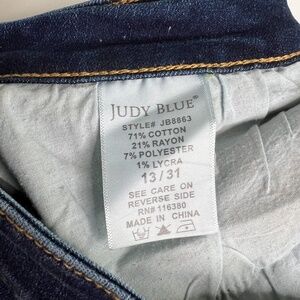 JUDY BLUE®
STYLE# JB8863
71% COTTON
21% RAYON
7% POLYESTER
1% LYCRA
13/31
SEE CARE ON
REVERSE SIDE
RN# 116380
MADE IN CHINA